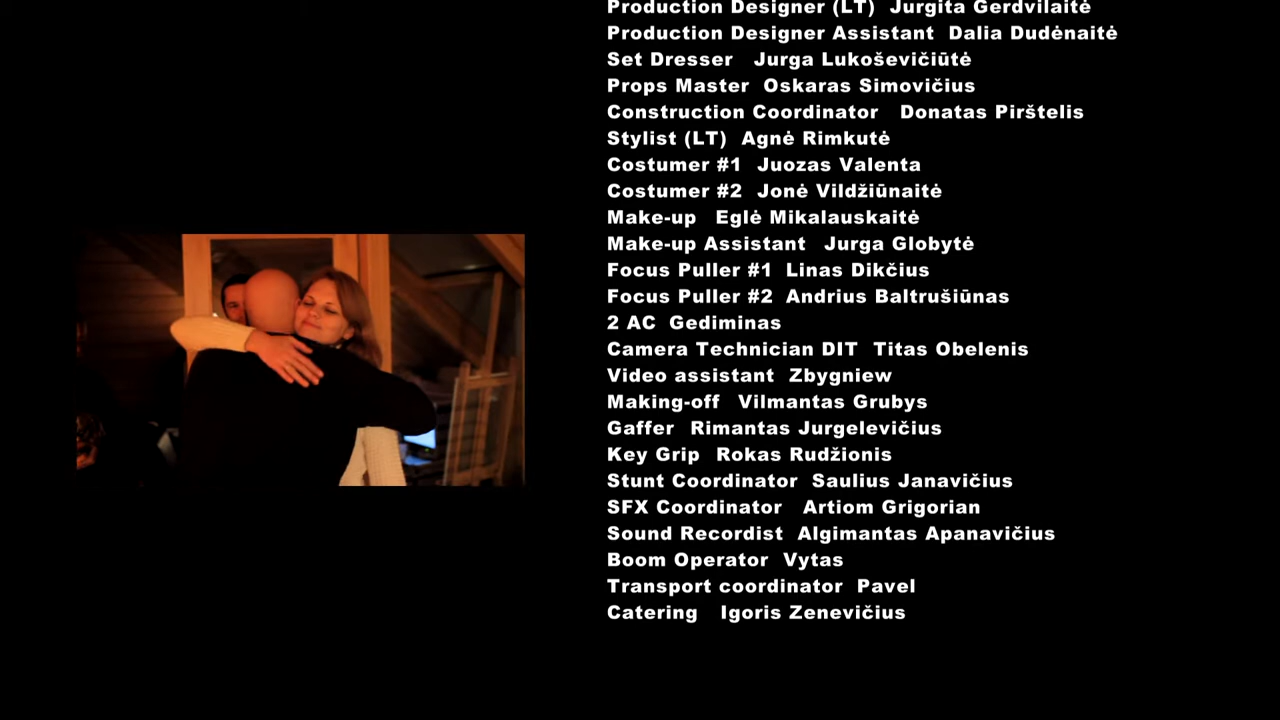 Production Designer (LT) Jurgita Gerdvilaitė
Production Designer Assistant Dalia Dudėnaitė
Set Dresser Jurga Lukoševičiūtė
Props Master Oskaras Simovičius
Construction Coordinator Donatas Pirštelis
Stylist (LT) Agnė Rimkutė
Costumer #1 Juozas Valenta
Costumer #2 Jonė Vildžiūnaitė
Make-up Eglė Mikalauskaitė
Make-up Assistant Jurga Globytė
Focus Puller #1 Linas Dikčius
Focus Puller #2 Andrius Baltrušiūnas
2 AC Gediminas
Camera Technician DIT Titas Obelenis
Video assistant Zbygniew
Making-off Vilmantas Grubys
Gaffer Rimantas Jurgelevičius
Key Grip Rokas Rudžionis
Stunt Coordinator Saulius Janavičius
SFX Coordinator Artiom Grigorian
Sound Recordist Algimantas Apanavičius
Boom Operator Vytas
Transport coordinator Pavel
Catering Igoris Zenevičius